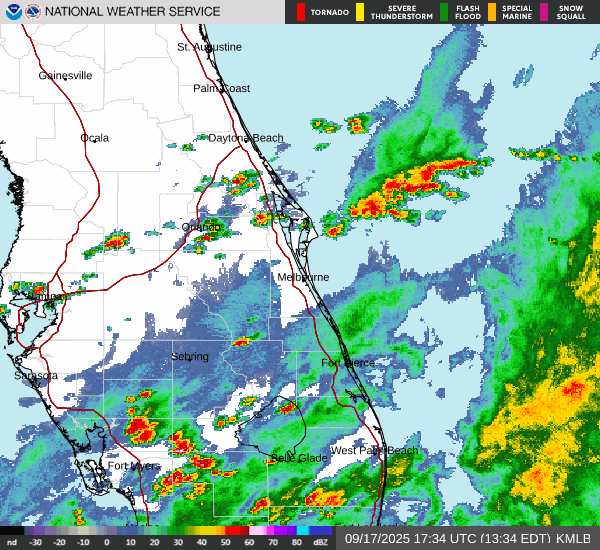 NATIONAL WEATHER SERVICE
TORNADO
SEVERE THUNDERSTORM
FLASH FLOOD
SPECIAL MARINE
SNOW SQUALL
St. Augustine
Gainesville
Palm Coast
Ocala
Daytona Beach
Orlando
Melbourne
Tampa
Sebring
Fort Pierce
Sarasota
West Palm Beach
Belle Glade
Fort Myers
nd -30 -20 -10 0 10 20 30 40 50 60 70 80 dBZ
09/17/2025 17:34 UTC (13:34 EDT) KMLB